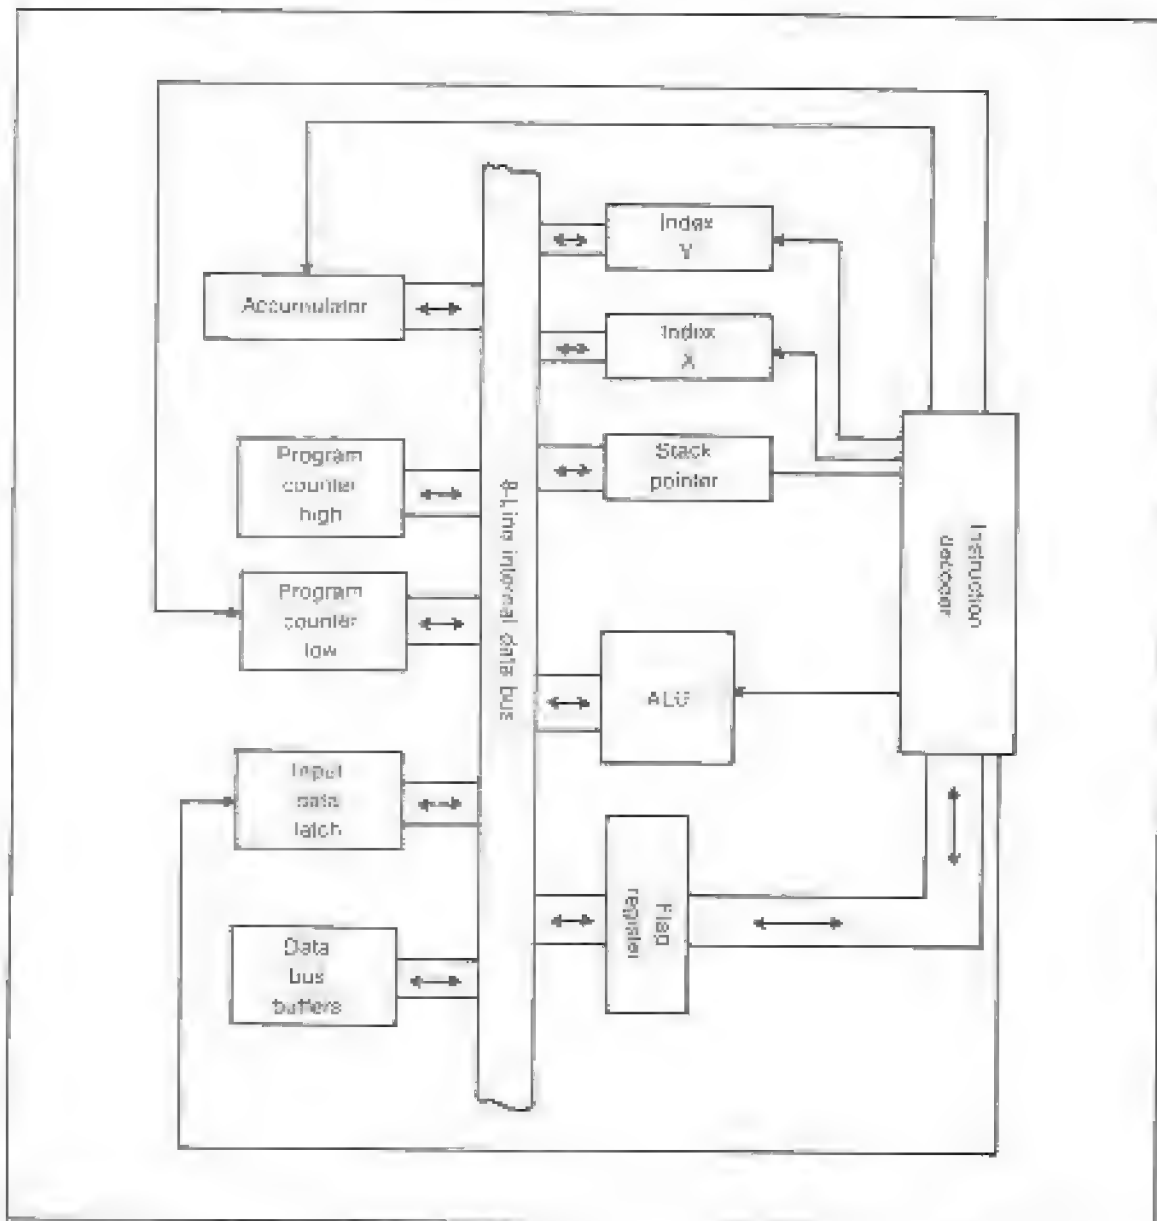 Index
Y
Accumulator
Index
X
Program
counter
high
Stack
pointer
8-Line internal data bus
Instruction
decoder
Program
counter
low
ALU
Input
data
latch
Flag
register
Data
bus
buffers